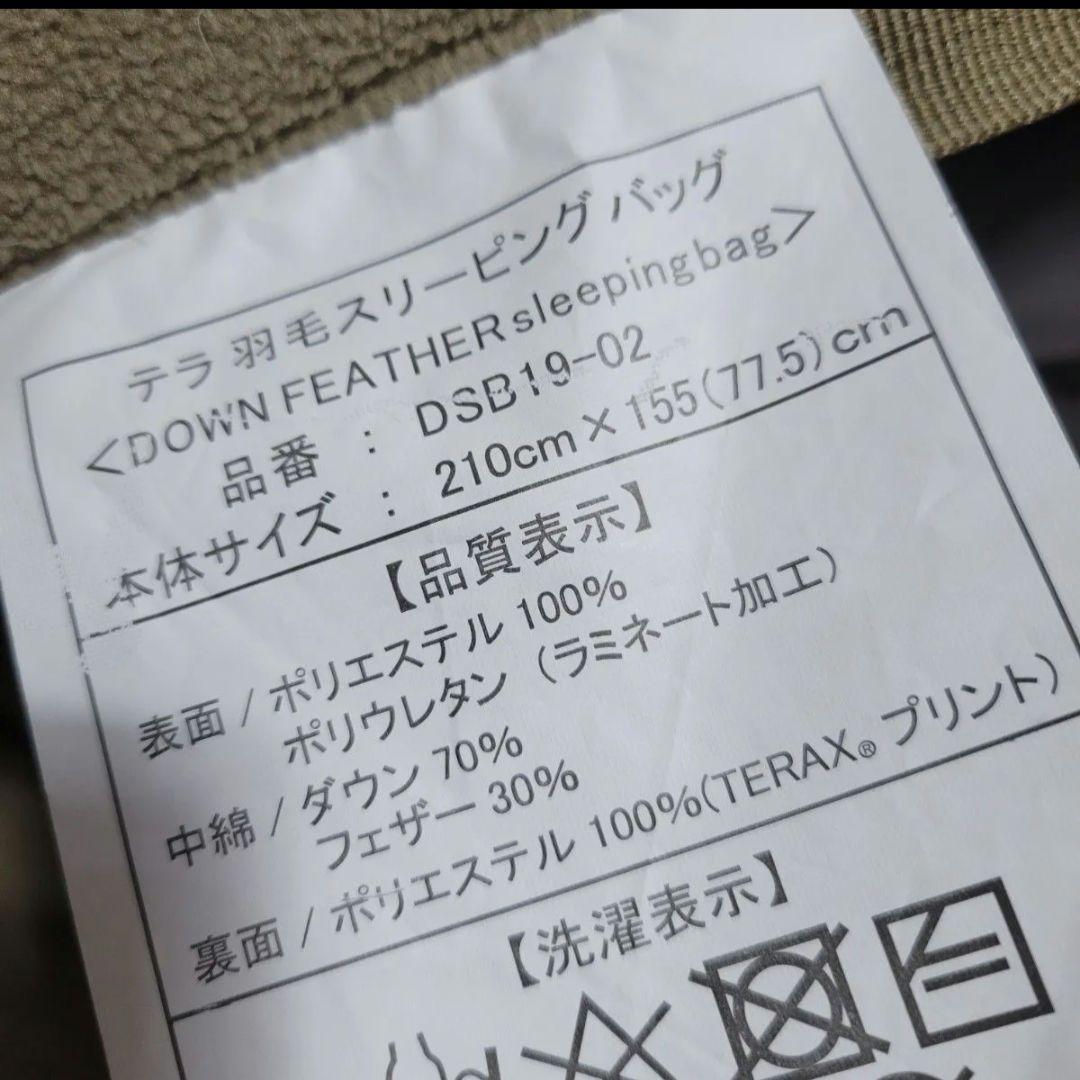 テラ 羽毛スリーピングバッグ
<DOWN FEATHER sleepingbag>
品番 : DSB19-02
本体サイズ : 210cm×155(77.5)cm
【品質表示】
表面/ポリエステル 100%
ポリウレタン (ラミネート加工)
中綿/ダウン 70%
フェザー 30%
裏面/ポリエステル 100%(TERAX® プリント)
【洗濯表示】